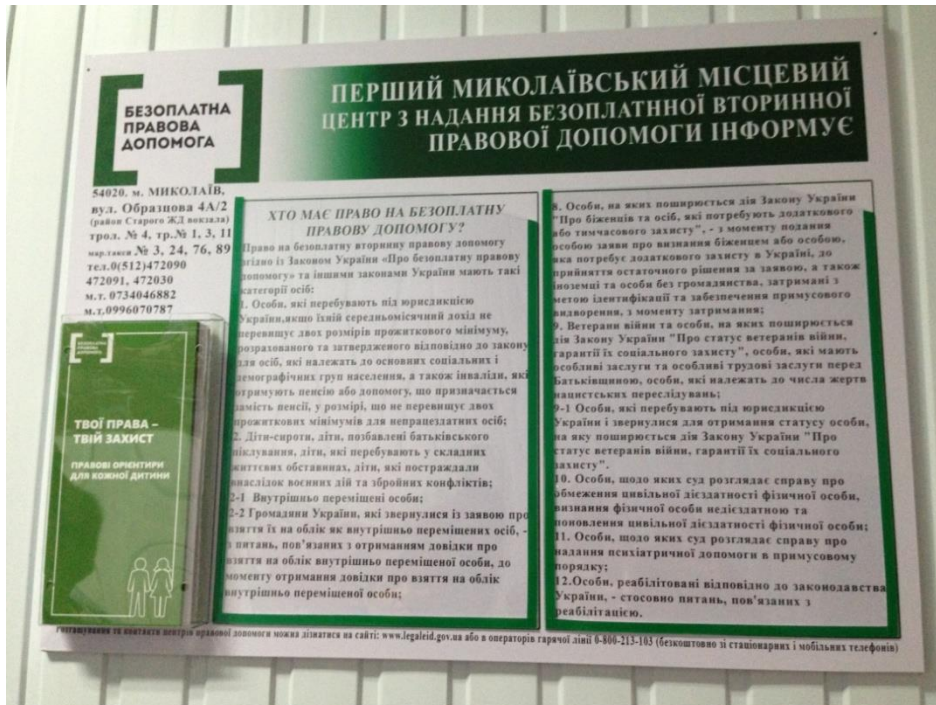 БЕЗОПЛАТНА
ПРАВОВА
ДОПОМОГА
ПЕРШИЙ МИКОЛАЇВСЬКИЙ МІСЦЕВИЙ
ЦЕНТР З НАДАННЯ БЕЗОПЛАТННОЇ ВТОРИННОЇ
ПРАВОВОЇ ДОПОМОГИ ІНФОРМУЄ
54020, м. МИКОЛАЇВ,
вул. Образцова 4А/2
(район Старого ЖД вокзала)
трол. № 4, тр.№ 1, 3, 11
мар.такси № 3, 24, 76, 89
тел.0(512)472090
472091, 472030
м.т. 0734046882
м.т.0996070787
БЕЗОПЛАТНА
ПРАВОВА
ДОПОМОГА
ТВОЇ ПРАВА –
ТВІЙ ЗАХИСТ
ПРАВОВІ ОРІЄНТИРИ
ДЛЯ КОЖНОЇ ДИТИНИ
ХТО МАЄ ПРАВО НА БЕЗОПЛАТНУ
ПРАВОВУ ДОПОМОГУ?
Право на безоплатну вторинну правову допомогу
згідно із Законом України «Про безоплатну правову
допомогу» та іншими законами України мають такі
категорії осіб:
1. Особи, які перебувають під юрисдикцією
України,якщо їхній середньомісячний дохід не
перевищує двох розмірів прожиткового мінімуму,
розрахованого та затвердженого відповідно до закону
для осіб, які належать до основних соціальних і
демографічних груп населення, а також інваліди, які
отримують пенсію або допомогу, що призначається
замість пенсії, у розмірі, що не перевищує двох
прожиткових мінімумів для непрацездатних осіб;
2. Діти-сироти, діти, позбавлені батьківського
піклування, діти, які перебувають у складних
життєвих обставинах, діти, які постраждали
внаслідок воєнних дій та збройних конфліктів;
2-1 Внутрішньо переміщені особи;
2-2 Громадяни України, які звернулися із заявою про
взяття їх на облік як внутрішньо переміщених осіб, -
з питань, пов'язаних з отриманням довідки про
взяття на облік внутрішньо переміщеної особи, до
моменту отримання довідки про взяття на облік
внутрішньо переміщеної особи;
8. Особи, на яких поширюється дія Закону України
"Про біженців та осіб, які потребують додаткового
або тимчасового захисту", - з моменту подання
особою заяви про визнання біженцем або особою,
яка потребує додаткового захисту в Україні, до
прийняття остаточного рішення за заявою, а також
іноземці та особи без громадянства, затримані з
метою ідентифікації та забезпечення примусового
видворення, з моменту затримання;
9. Ветерани війни та особи, на яких поширюється
дія Закону України "Про статус ветеранів війни,
гарантії їх соціального захисту", особи, які мають
особливі заслуги та особливі трудові заслуги перед
Батьківщиною, особи, які належать до числа жертв
нацистських переслідувань;
9-1 Особи, які перебувають під юрисдикцією
України і звернулися для отримання статусу особи,
на яку поширюється дія Закону України "Про
статус ветеранів війни, гарантії їх соціального
захисту".
10. Особи, щодо яких суд розглядає справу про
обмеження цивільної дієздатності фізичної особи,
визнання фізичної особи недієздатною та
поновлення цивільної дієздатності фізичної особи;
11. Особи, щодо яких суд розглядає справу про
надання психіатричної допомоги в примусовому
порядку;
12.Особи, реабілітовані відповідно до законодавства
України, - стосовно питань, пов'язаних з
реабілітацією.
Розташування та контакти центрів правової допомоги можна дізнатися на сайті: www.legaleid.gov.ua або в операторів гарячої лінії 0-800-213-103 (безкоштовно зі стаціонарних і мобільних телефонів)